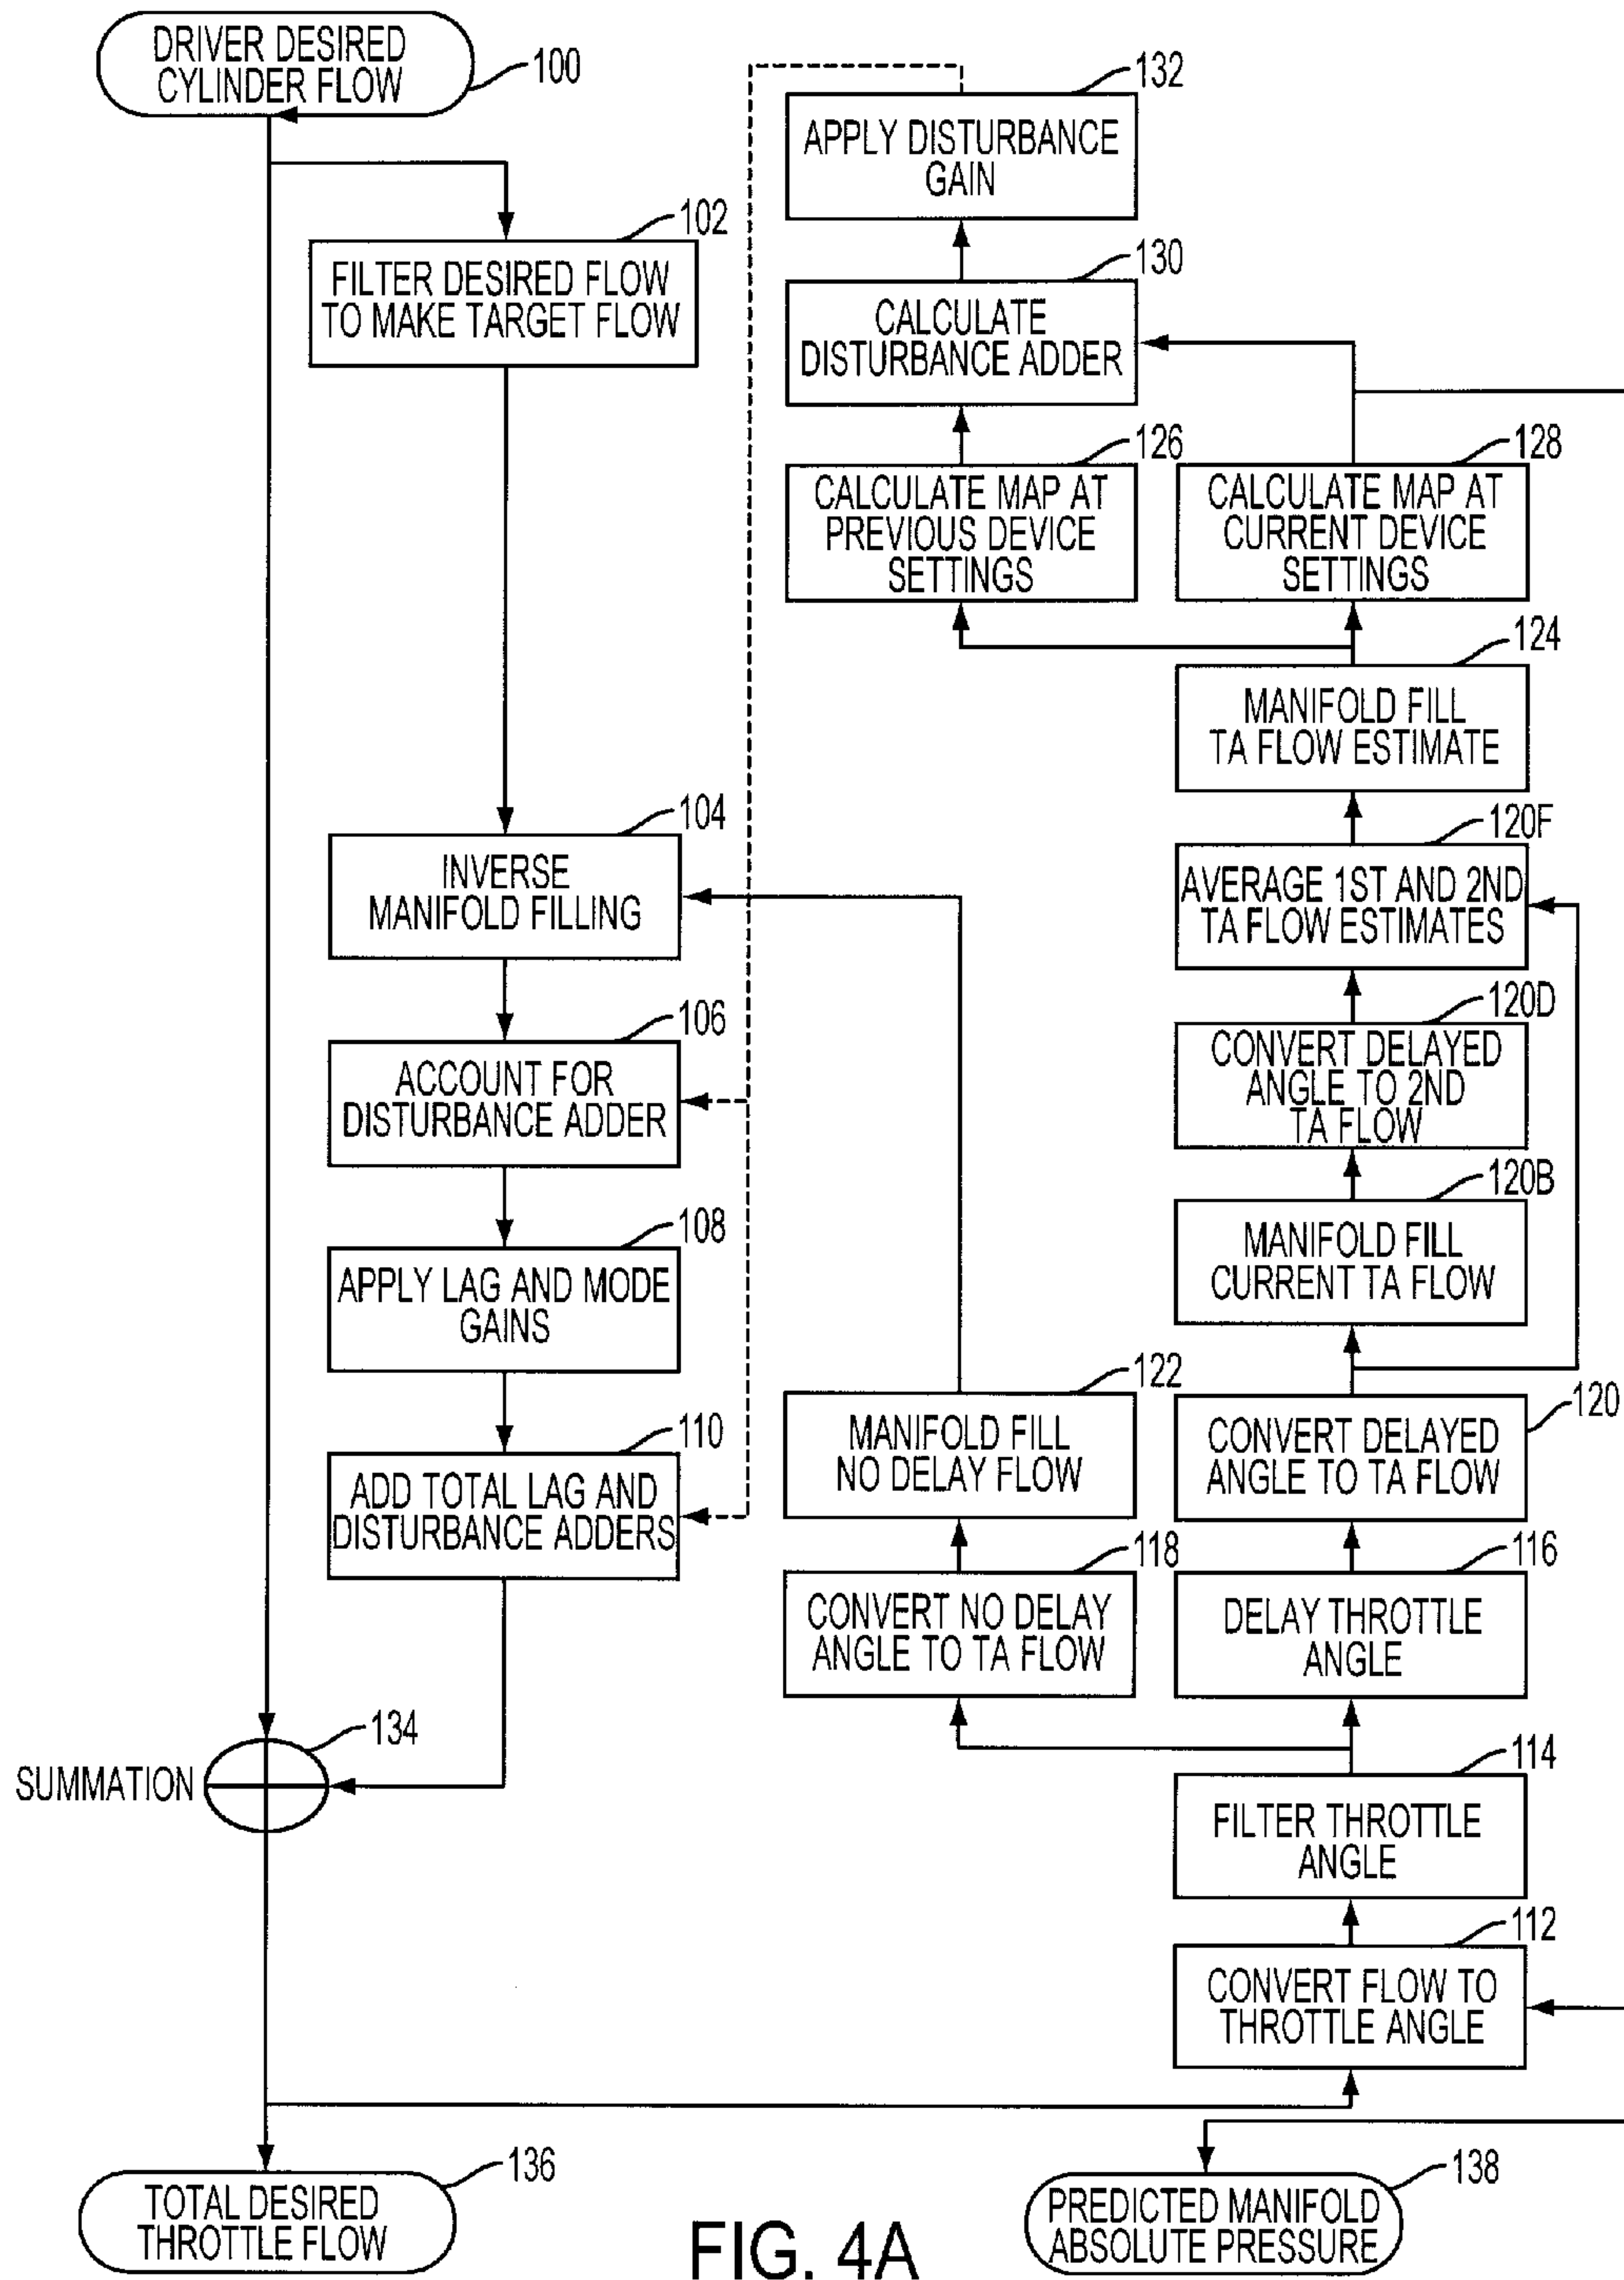 DRIVER DESIRED
CYLINDER FLOW
100
FILTER DESIRED FLOW
TO MAKE TARGET FLOW
102
INVERSE
MANIFOLD FILLING
104
ACCOUNT FOR
DISTURBANCE ADDER
106
APPLY LAG AND MODE
GAINS
108
ADD TOTAL LAG AND
DISTURBANCE ADDERS
110
SUMMATION
134
TOTAL DESIRED
THROTTLE FLOW
136
APPLY DISTURBANCE
GAIN
132
CALCULATE
DISTURBANCE ADDER
130
CALCULATE MAP AT
PREVIOUS DEVICE
SETTINGS
126
CALCULATE MAP AT
CURRENT DEVICE
SETTINGS
128
MANIFOLD FILL
TA FLOW ESTIMATE
124
AVERAGE 1ST AND 2ND
TA FLOW ESTIMATES
120F
CONVERT DELAYED
ANGLE TO 2ND
TA FLOW
120D
MANIFOLD FILL
CURRENT TA FLOW
120B
MANIFOLD FILL
NO DELAY FLOW
122
CONVERT DELAYED
ANGLE TO TA FLOW
120
CONVERT NO DELAY
ANGLE TO TA FLOW
118
DELAY THROTTLE
ANGLE
116
FILTER THROTTLE
ANGLE
114
CONVERT FLOW TO
THROTTLE ANGLE
112
PREDICTED MANIFOLD
ABSOLUTE PRESSURE
138
FIG. 4A